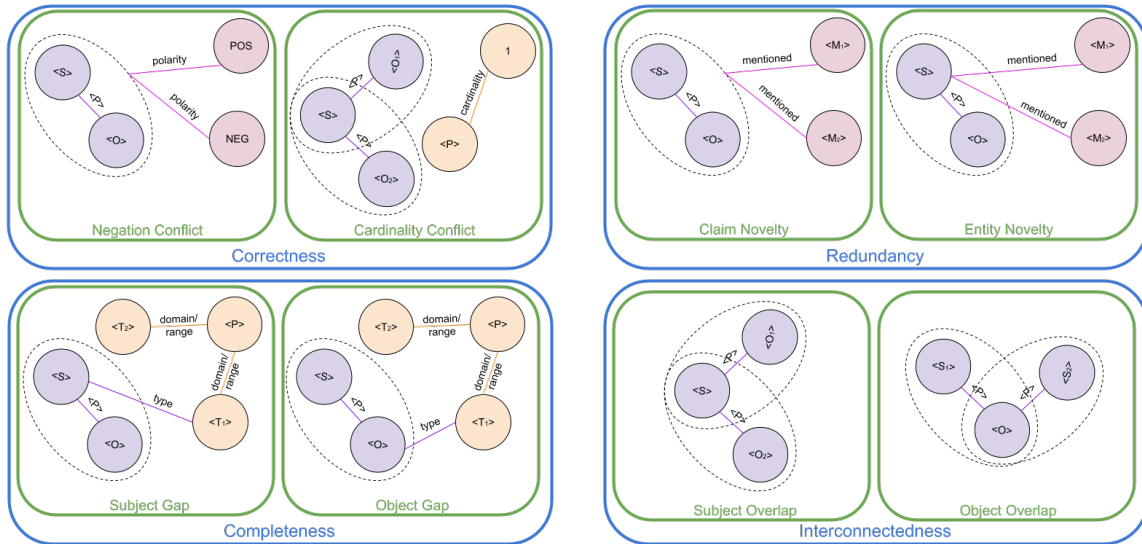 POS
polarity
<S>
<P>
<O>
polarity
NEG
Negation Conflict
<O₁>
<P>
<S>
<P>
<O₂>
1
cardinality
<P>
Cardinality Conflict
Correctness
<M₁>
mentioned
<S>
<P>
<O>
mentioned
<M₂>
Claim Novelty
<M₁>
mentioned
<S>
<P>
<O>
mentioned
<M₂>
Entity Novelty
Redundancy
<T₂>
domain/
range
<P>
domain/
range
<S>
<P>
<O>
type
<T₁>
Subject Gap
<T₂>
domain/
range
<P>
domain/
range
<S>
<P>
<O>
type
<T₁>
Object Gap
Completeness
<O₁>
<P>
<S>
<P>
<O₂>
Subject Overlap
<S₁>
<P>
<S₂>
<P>
<O>
Object Overlap
Interconnectedness